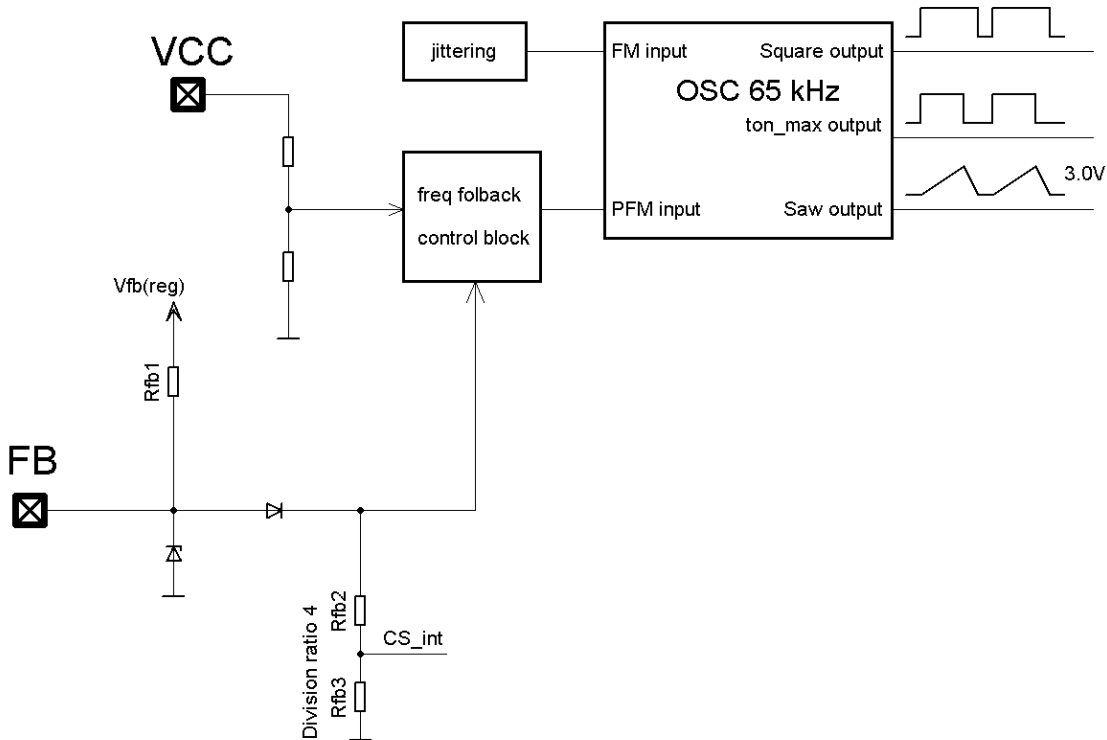 VCC
jittering
FM input
Square output
OSC 65 kHz
ton_max output
freq folback
control block
PFM input
Saw output
3.0V
Vfb(reg)
Rfb1
FB
Division ratio 4
Rfb2
CS_int
Rfb3